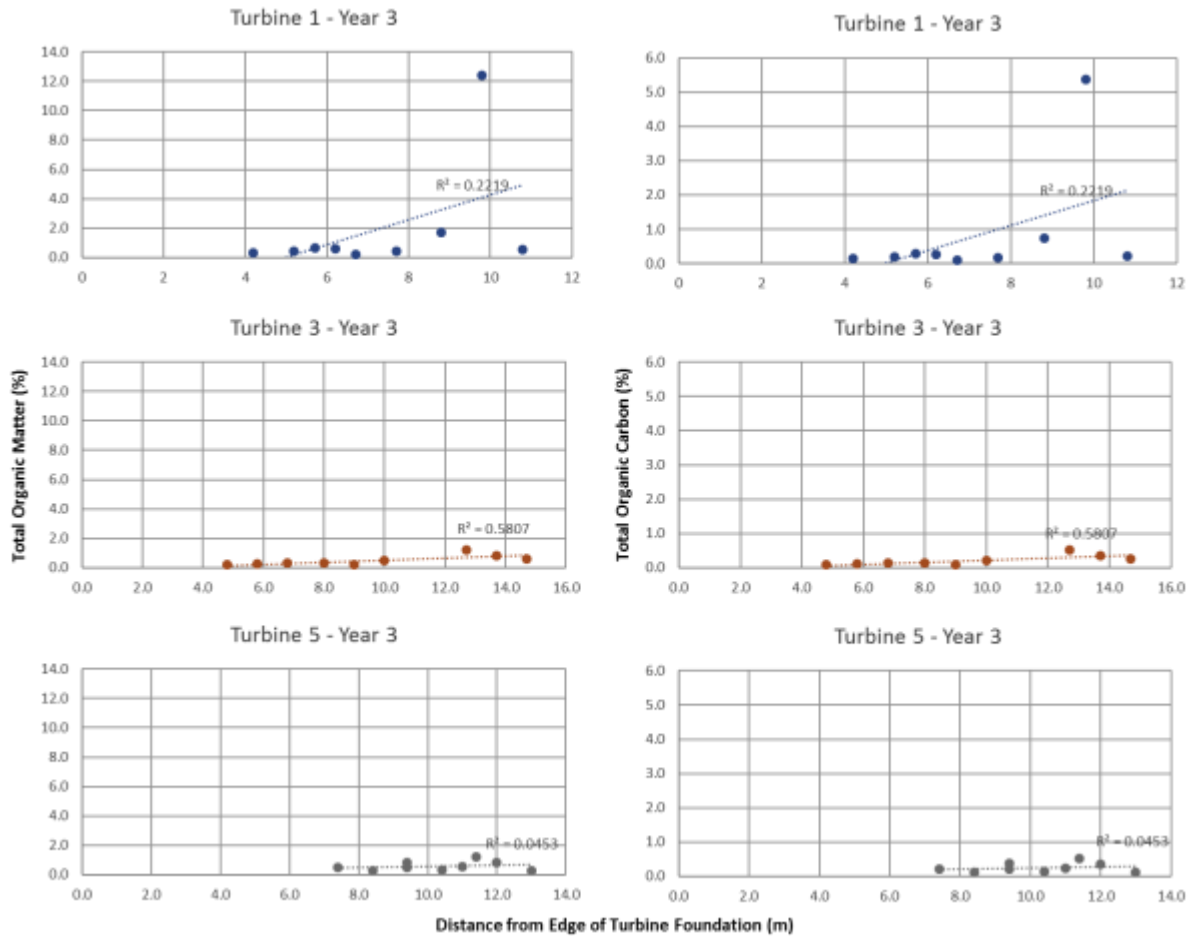 Turbine 1 - Year 3
14.0
12.0
10.0
8.0
6.0
4.0
2.0
0.0
R² = 0.2219
0 2 4 6 8 10 12
Turbine 1 - Year 3
6.0
5.0
4.0
3.0
2.0
1.0
0.0
R² = 0.2219
0 2 4 6 8 10 12
Total Organic Matter (%)
Turbine 3 - Year 3
14.0
12.0
10.0
8.0
6.0
4.0
2.0
0.0
R² = 0.5807
0.0 2.0 4.0 6.0 8.0 10.0 12.0 14.0 16.0
Total Organic Carbon (%)
Turbine 3 - Year 3
6.0
5.0
4.0
3.0
2.0
1.0
0.0
R² = 0.5807
0.0 2.0 4.0 6.0 8.0 10.0 12.0 14.0 16.0
Turbine 5 - Year 3
14.0
12.0
10.0
8.0
6.0
4.0
2.0
0.0
R² = 0.0453
0.0 2.0 4.0 6.0 8.0 10.0 12.0 14.0
Turbine 5 - Year 3
6.0
5.0
4.0
3.0
2.0
1.0
0.0
R² = 0.0453
0.0 2.0 4.0 6.0 8.0 10.0 12.0 14.0
Distance from Edge of Turbine Foundation (m)